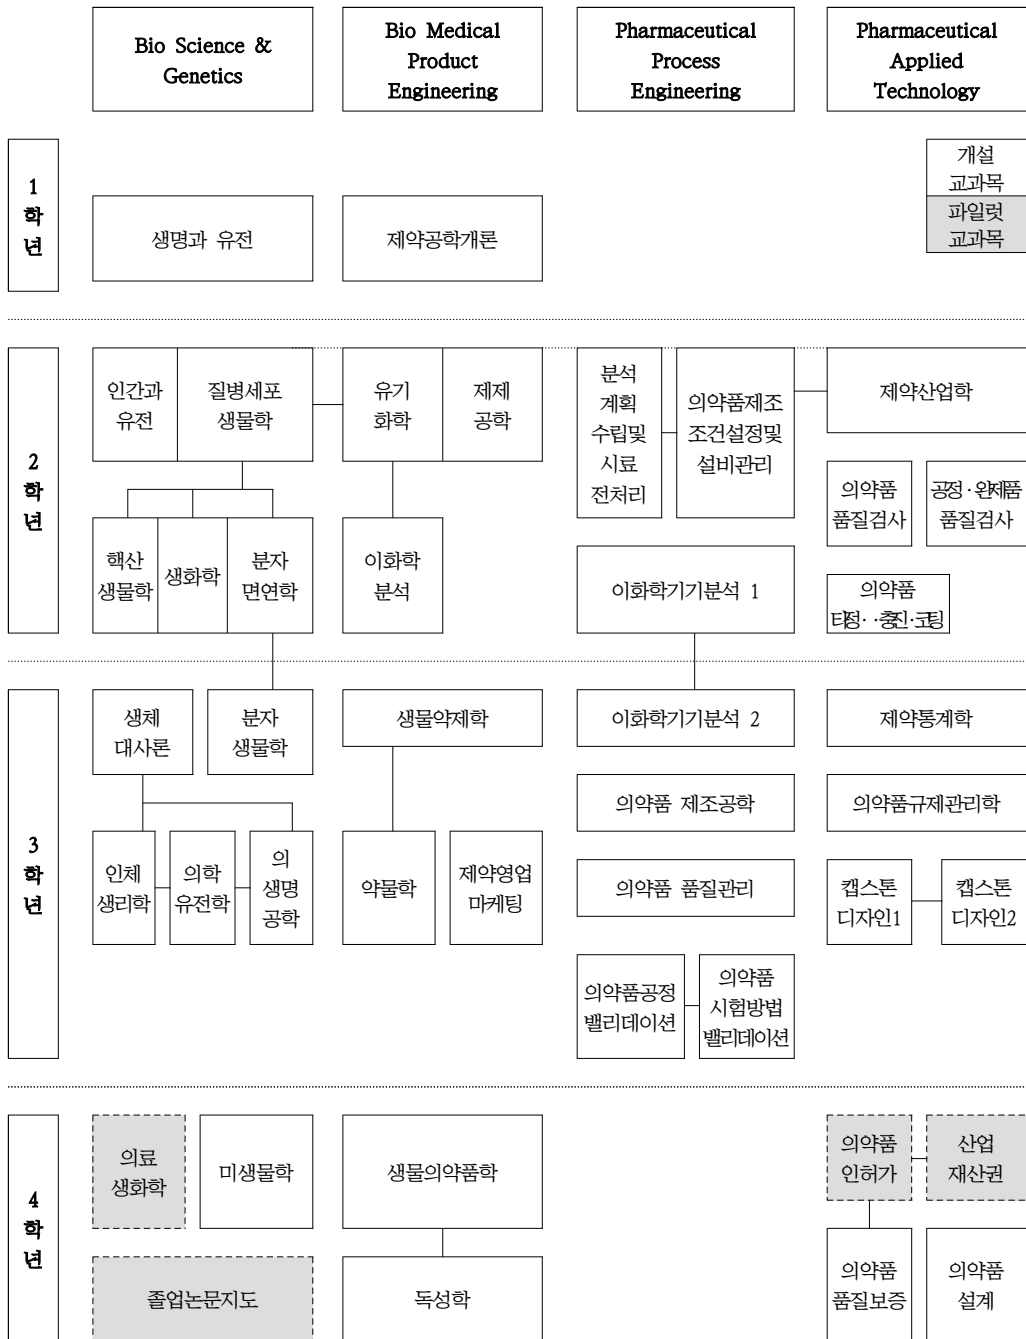 Bio Science &
Genetics
Bio Medical
Product
Engineering
Pharmaceutical
Process
Engineering
Pharmaceutical
Applied
Technology
1
학
년
생명과 유전
제약공학개론
개설
교과목
파일럿
교과목
2
학
년
인간과
유전
질병세포
생물학
유기
화학
제제
공학
분석
계획
수립및
시료
전처리
의약품제조
조건설정및
설비관리
제약산업학
의약품
품질검사
공정·완제품
품질검사
핵산
생물학
생화학
분자
면연학
이화학
분석
이화학기기분석 1
의약품
타정··충진·코팅
3
학
년
생체
대사론
분자
생물학
생물약제학
이화학기기분석 2
제약통계학
의약품 제조공학
의약품규제관리학
인체
생리학
의학
유전학
의
생명
공학
약물학
제약영업
마케팅
의약품 품질관리
캡스톤
디자인1
캡스톤
디자인2
의약품공정
밸리데이션
의약품
시험방법
밸리데이션
4
학
년
의료
생화학
미생물학
생물의약품학
의약품
인허가
산업
재산권
졸업논문지도
독성학
의약품
품질보증
의약품
설계